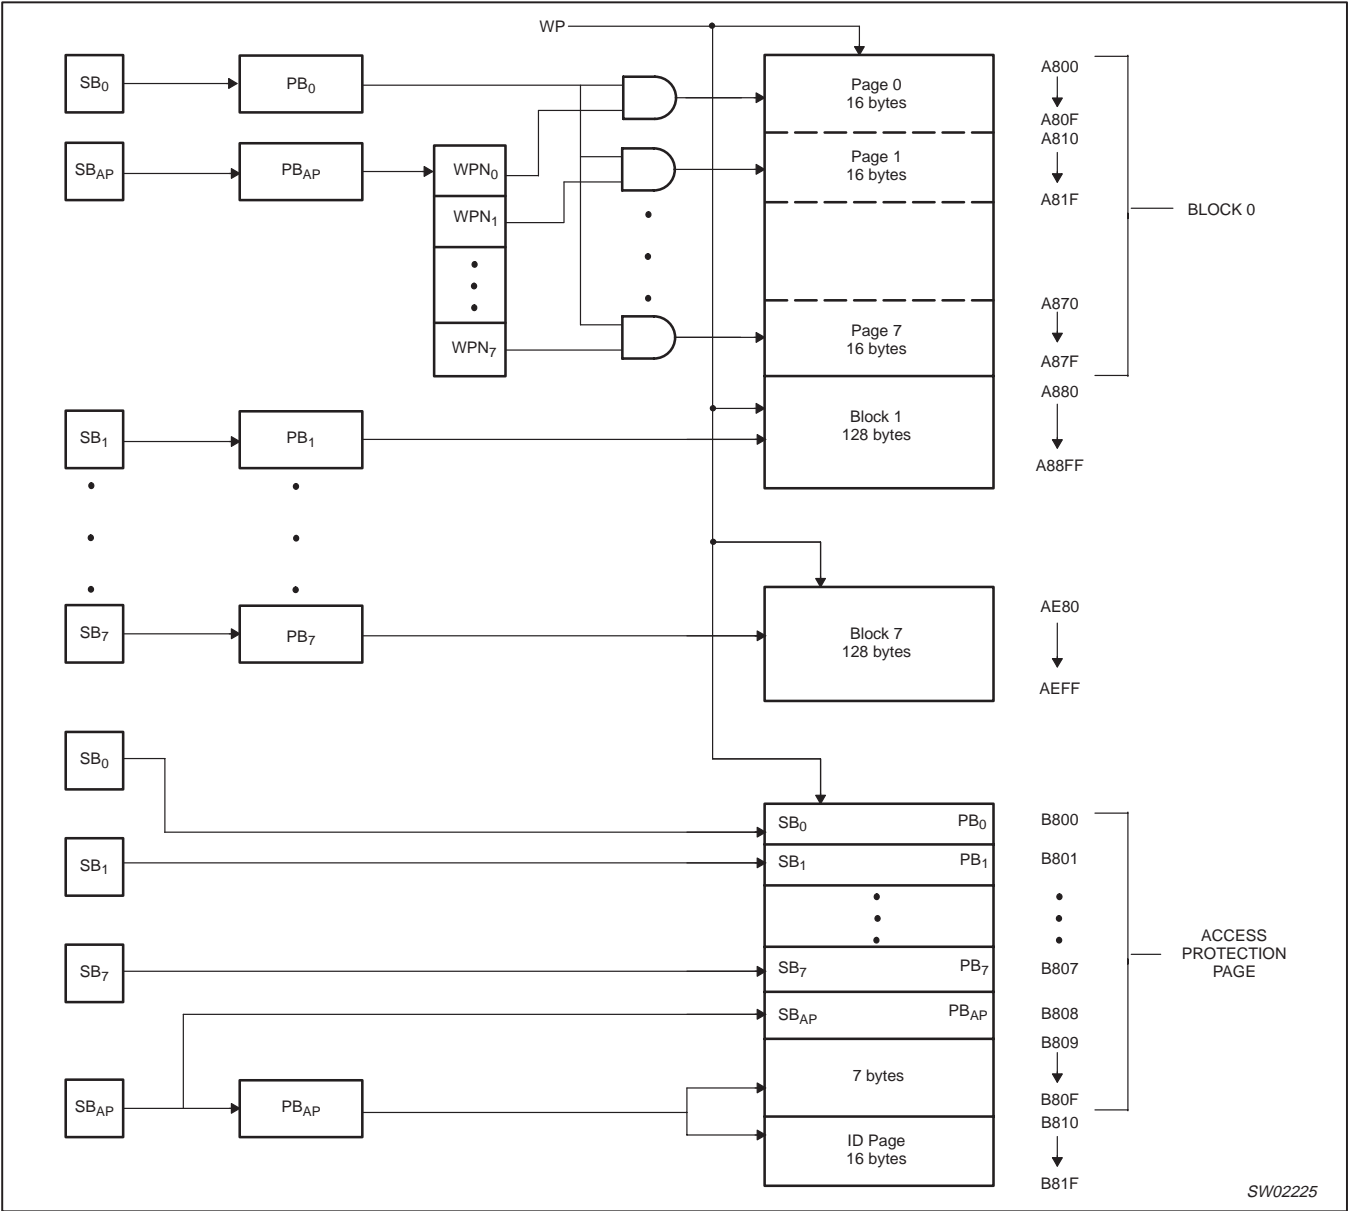 WP
SB0
PB0
Page 0
16 bytes
A800
A80F
SBAP
PBAP
WPN0
Page 1
16 bytes
A810
A81F
WPN1
BLOCK 0
WPN7
Page 7
16 bytes
A870
A87F
SB1
PB1
Block 1
128 bytes
A880
A88FF
SB7
PB7
Block 7
128 bytes
AE80
AEFF
SB0
SB0
PB0
B800
SB1
SB1
PB1
B801
SB7
SB7
PB7
B807
ACCESS
PROTECTION
PAGE
SBAP
PBAP
B808
SBAP
PBAP
7 bytes
B809
B80F
ID Page
16 bytes
B810
B81F
SW02225